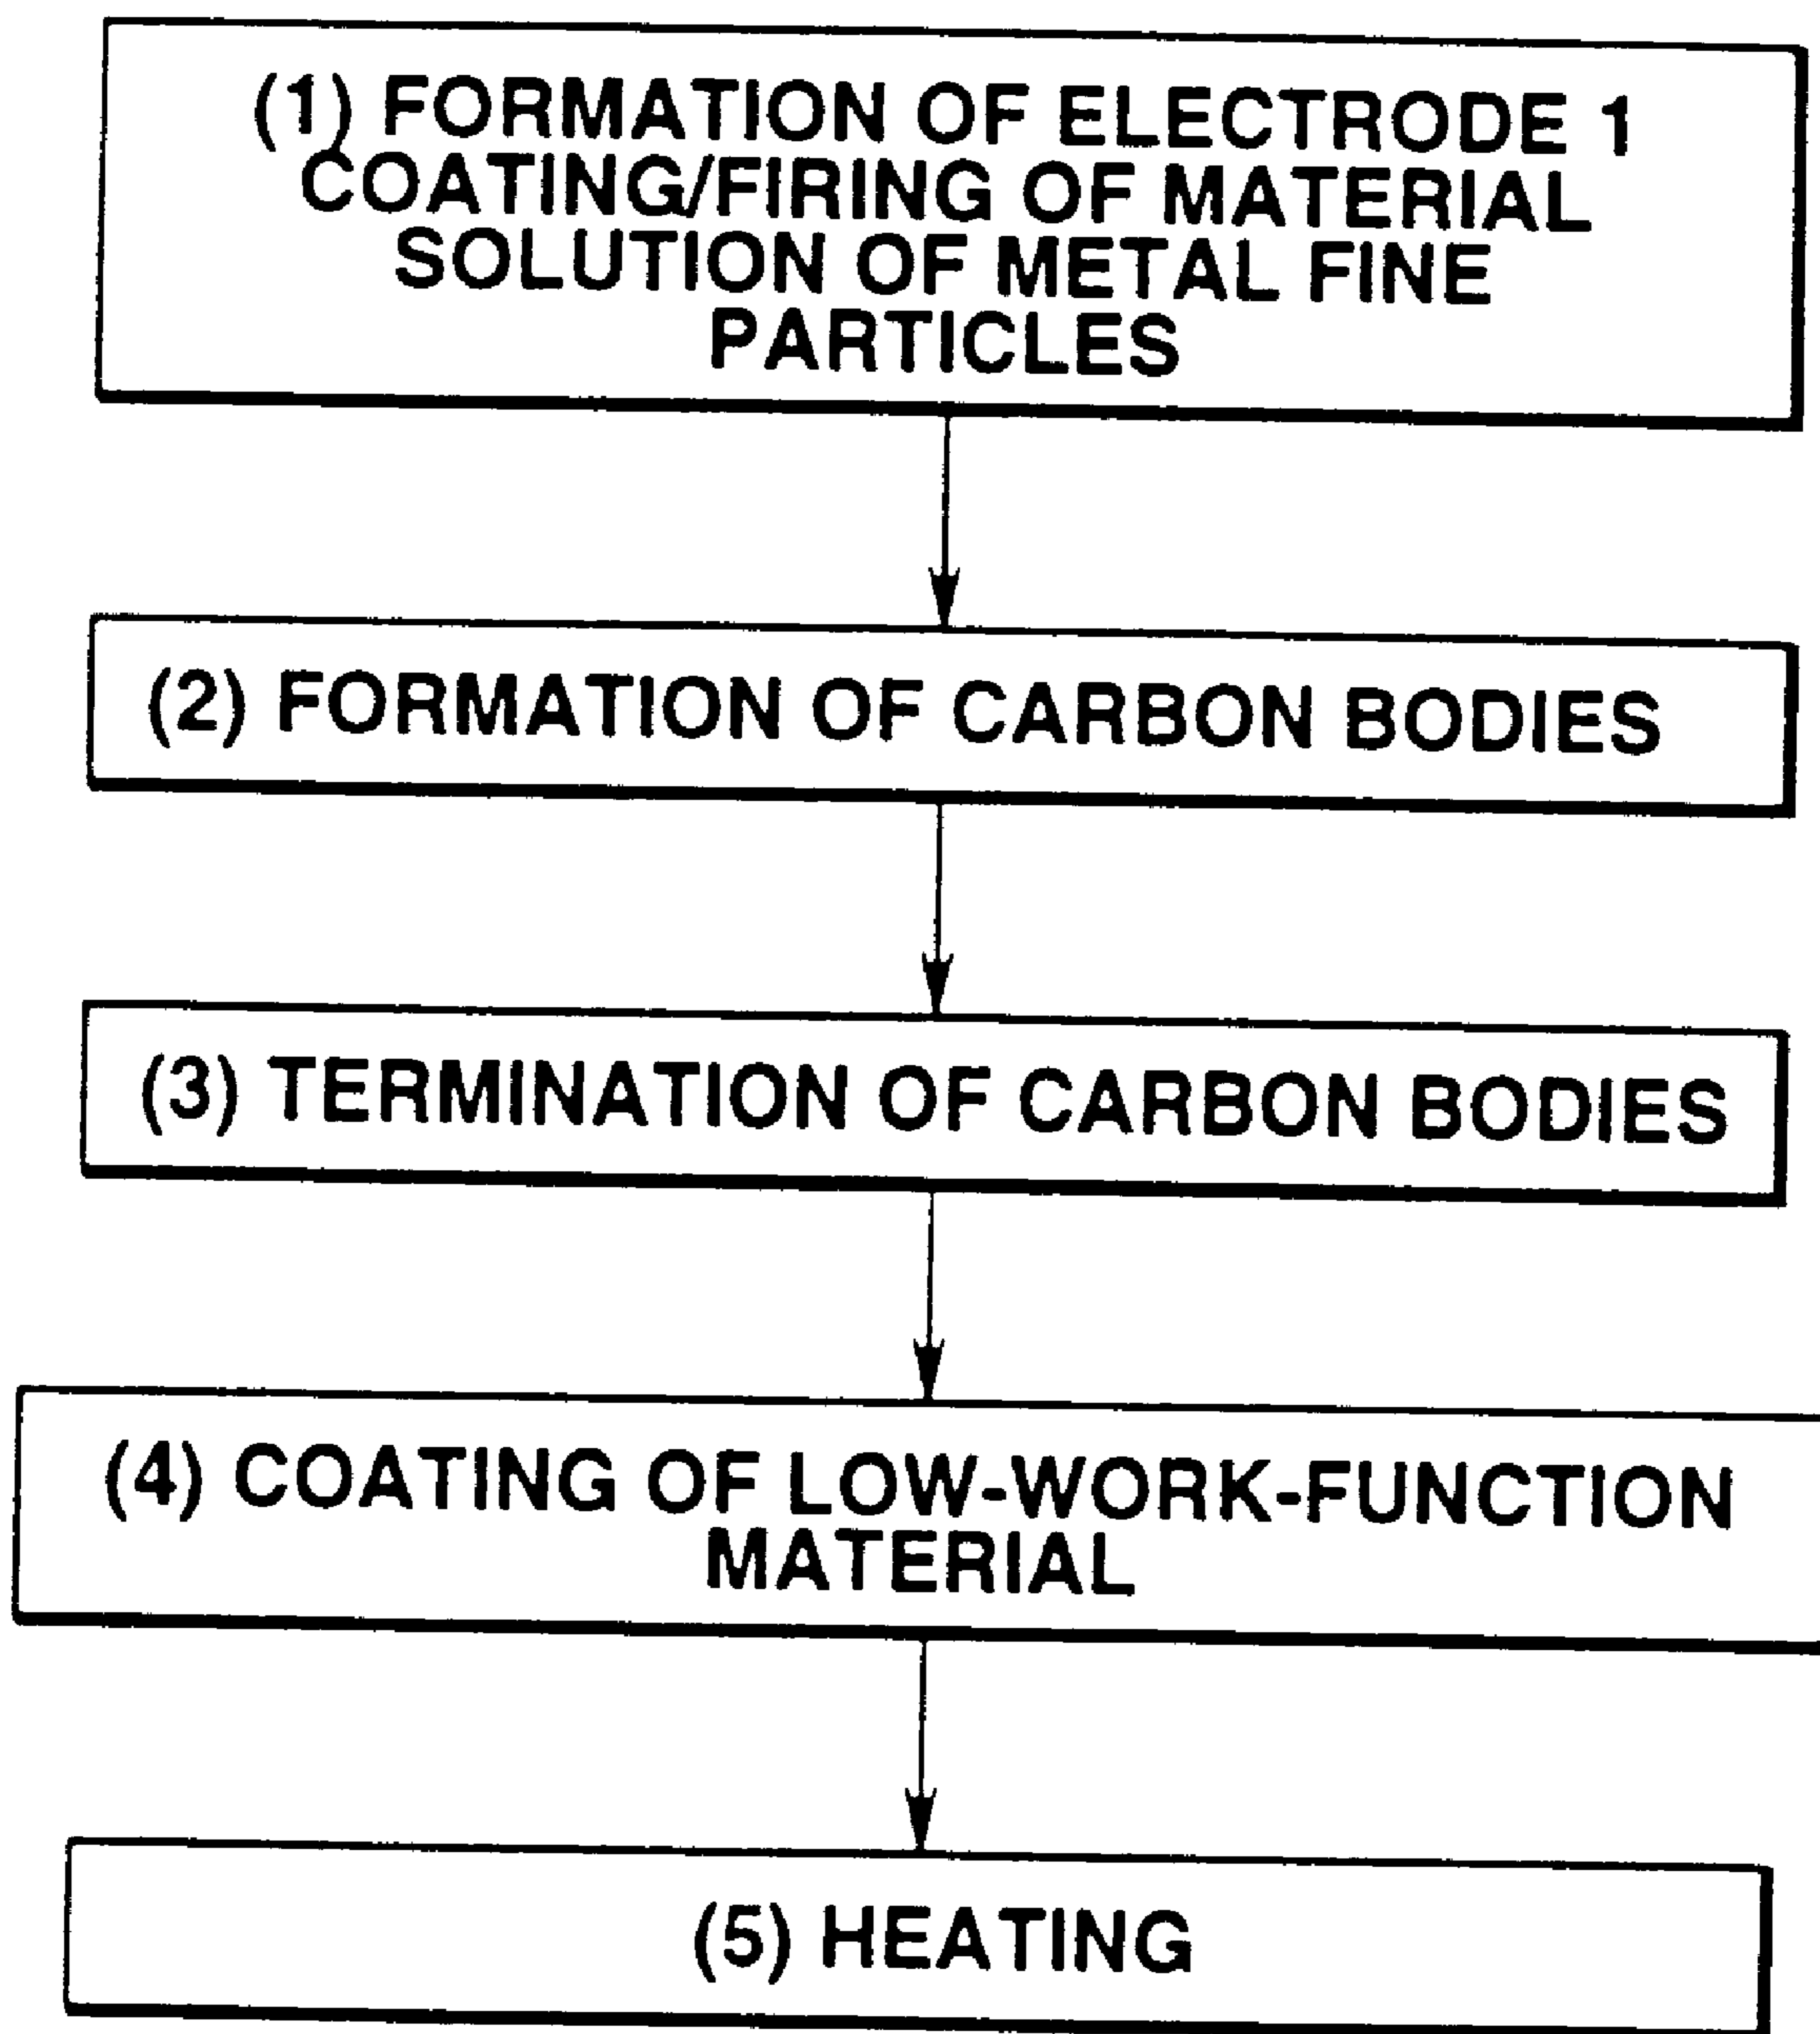 (1) FORMATION OF ELECTRODE 1
COATING/FIRING OF MATERIAL
SOLUTION OF METAL FINE
PARTICLES
(2) FORMATION OF CARBON BODIES
(3) TERMINATION OF CARBON BODIES
(4) COATING OF LOW-WORK-FUNCTION
MATERIAL
(5) HEATING